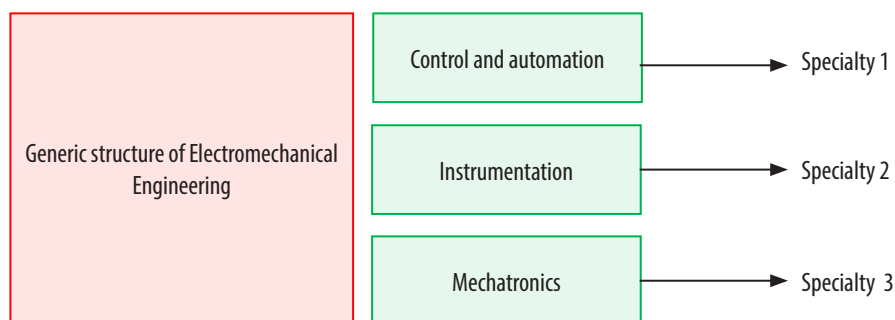 Generic structure of Electromechanical
Engineering
Control and automation
Specialty 1
Instrumentation
Specialty 2
Mechatronics
Specialty 3